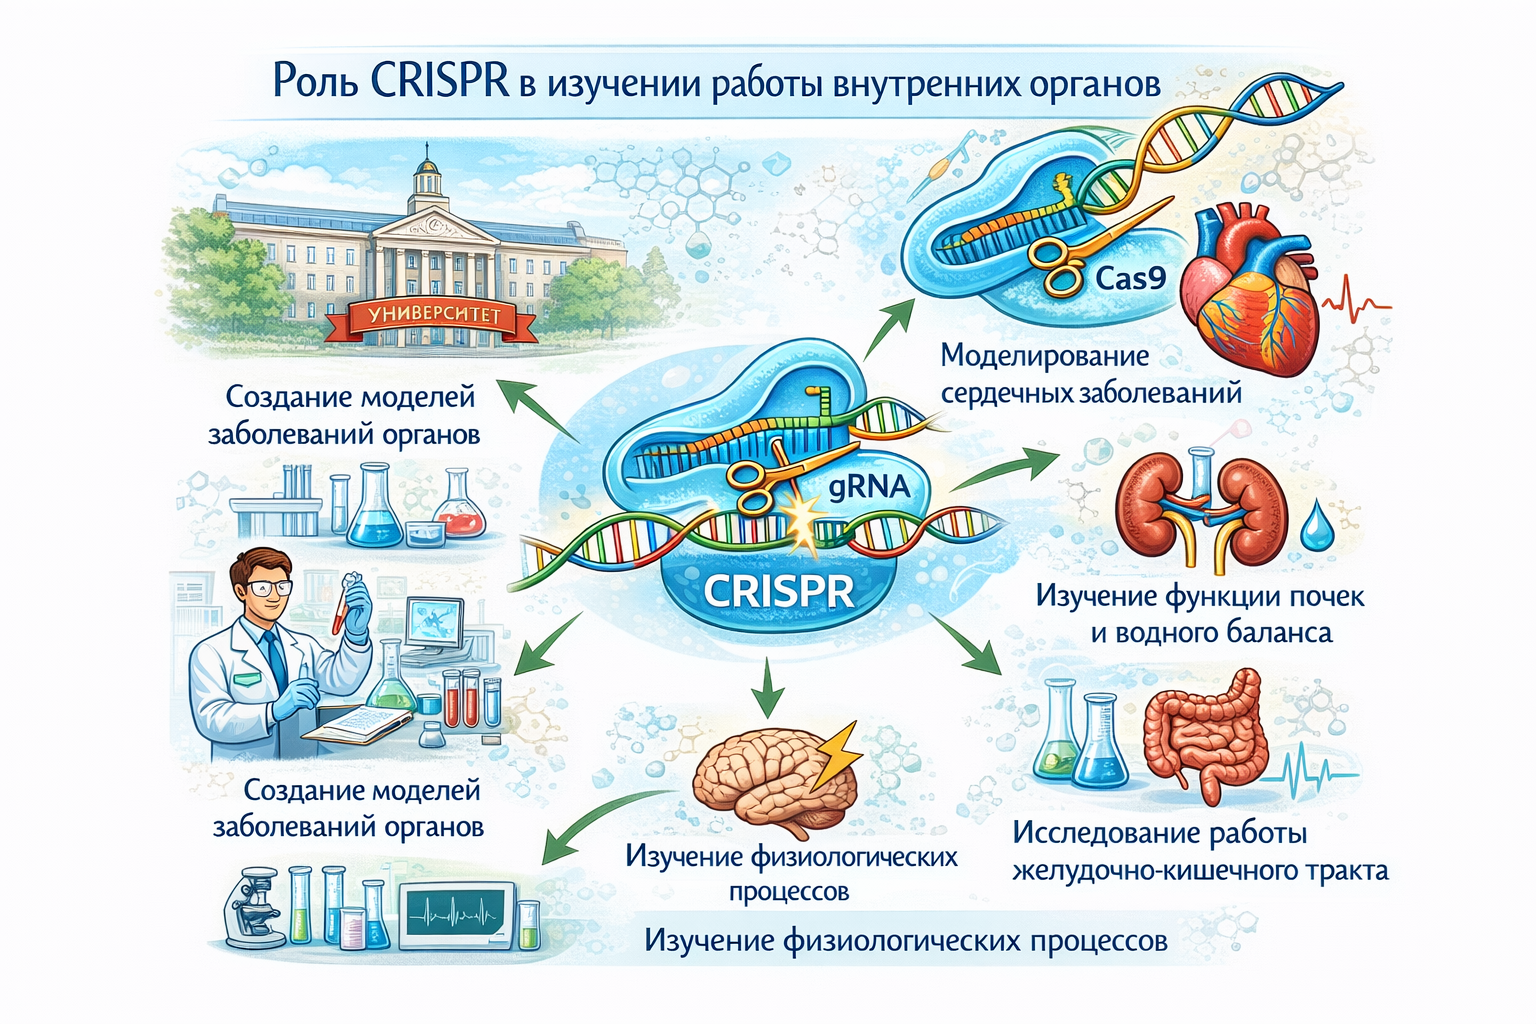 Роль CRISPR в изучении работы внутренних органов
УНИВЕРСИТЕТ
Cas9
Моделирование
сердечных заболеваний
Создание моделей
заболеваний органов
gRNA
CRISPR
Изучение функции почек
и водного баланса
Создание моделей
заболеваний органов
Изучение физиологических
процессов
Исследование работы
желудочно-кишечного тракта
Изучение физиологических процессов